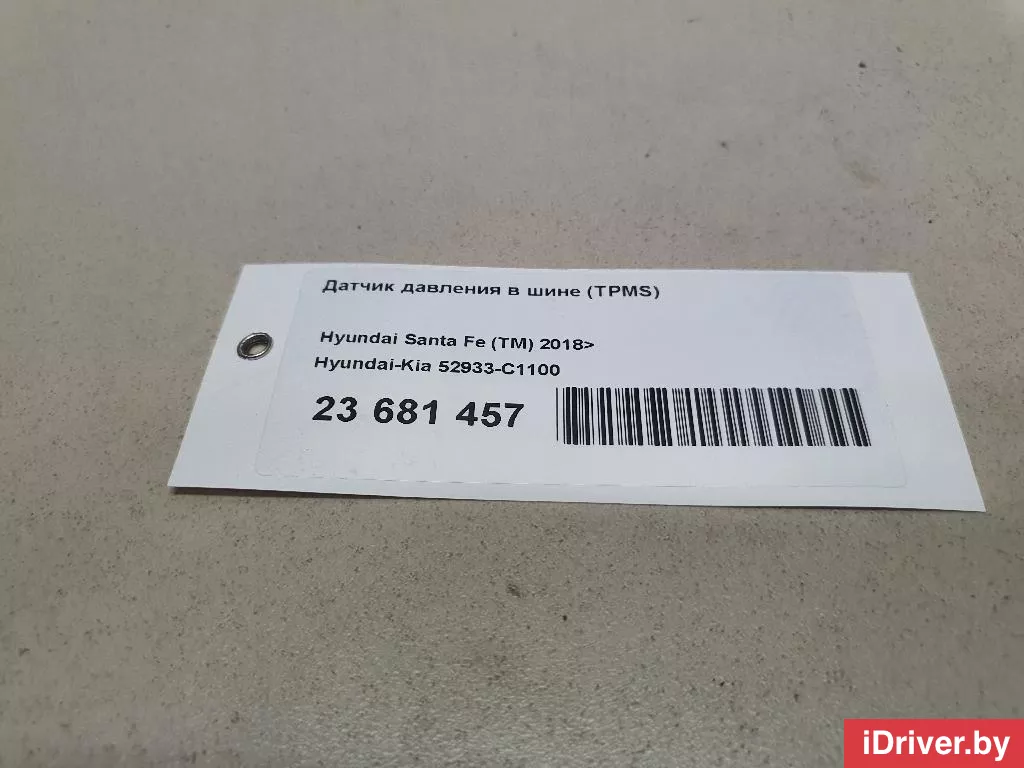 Датчик давления в шине (TPMS)
Hyundai Santa Fe (TM) 2018>
Hyundai-Kia 52933-C1100
23 681 457
iDriver.by